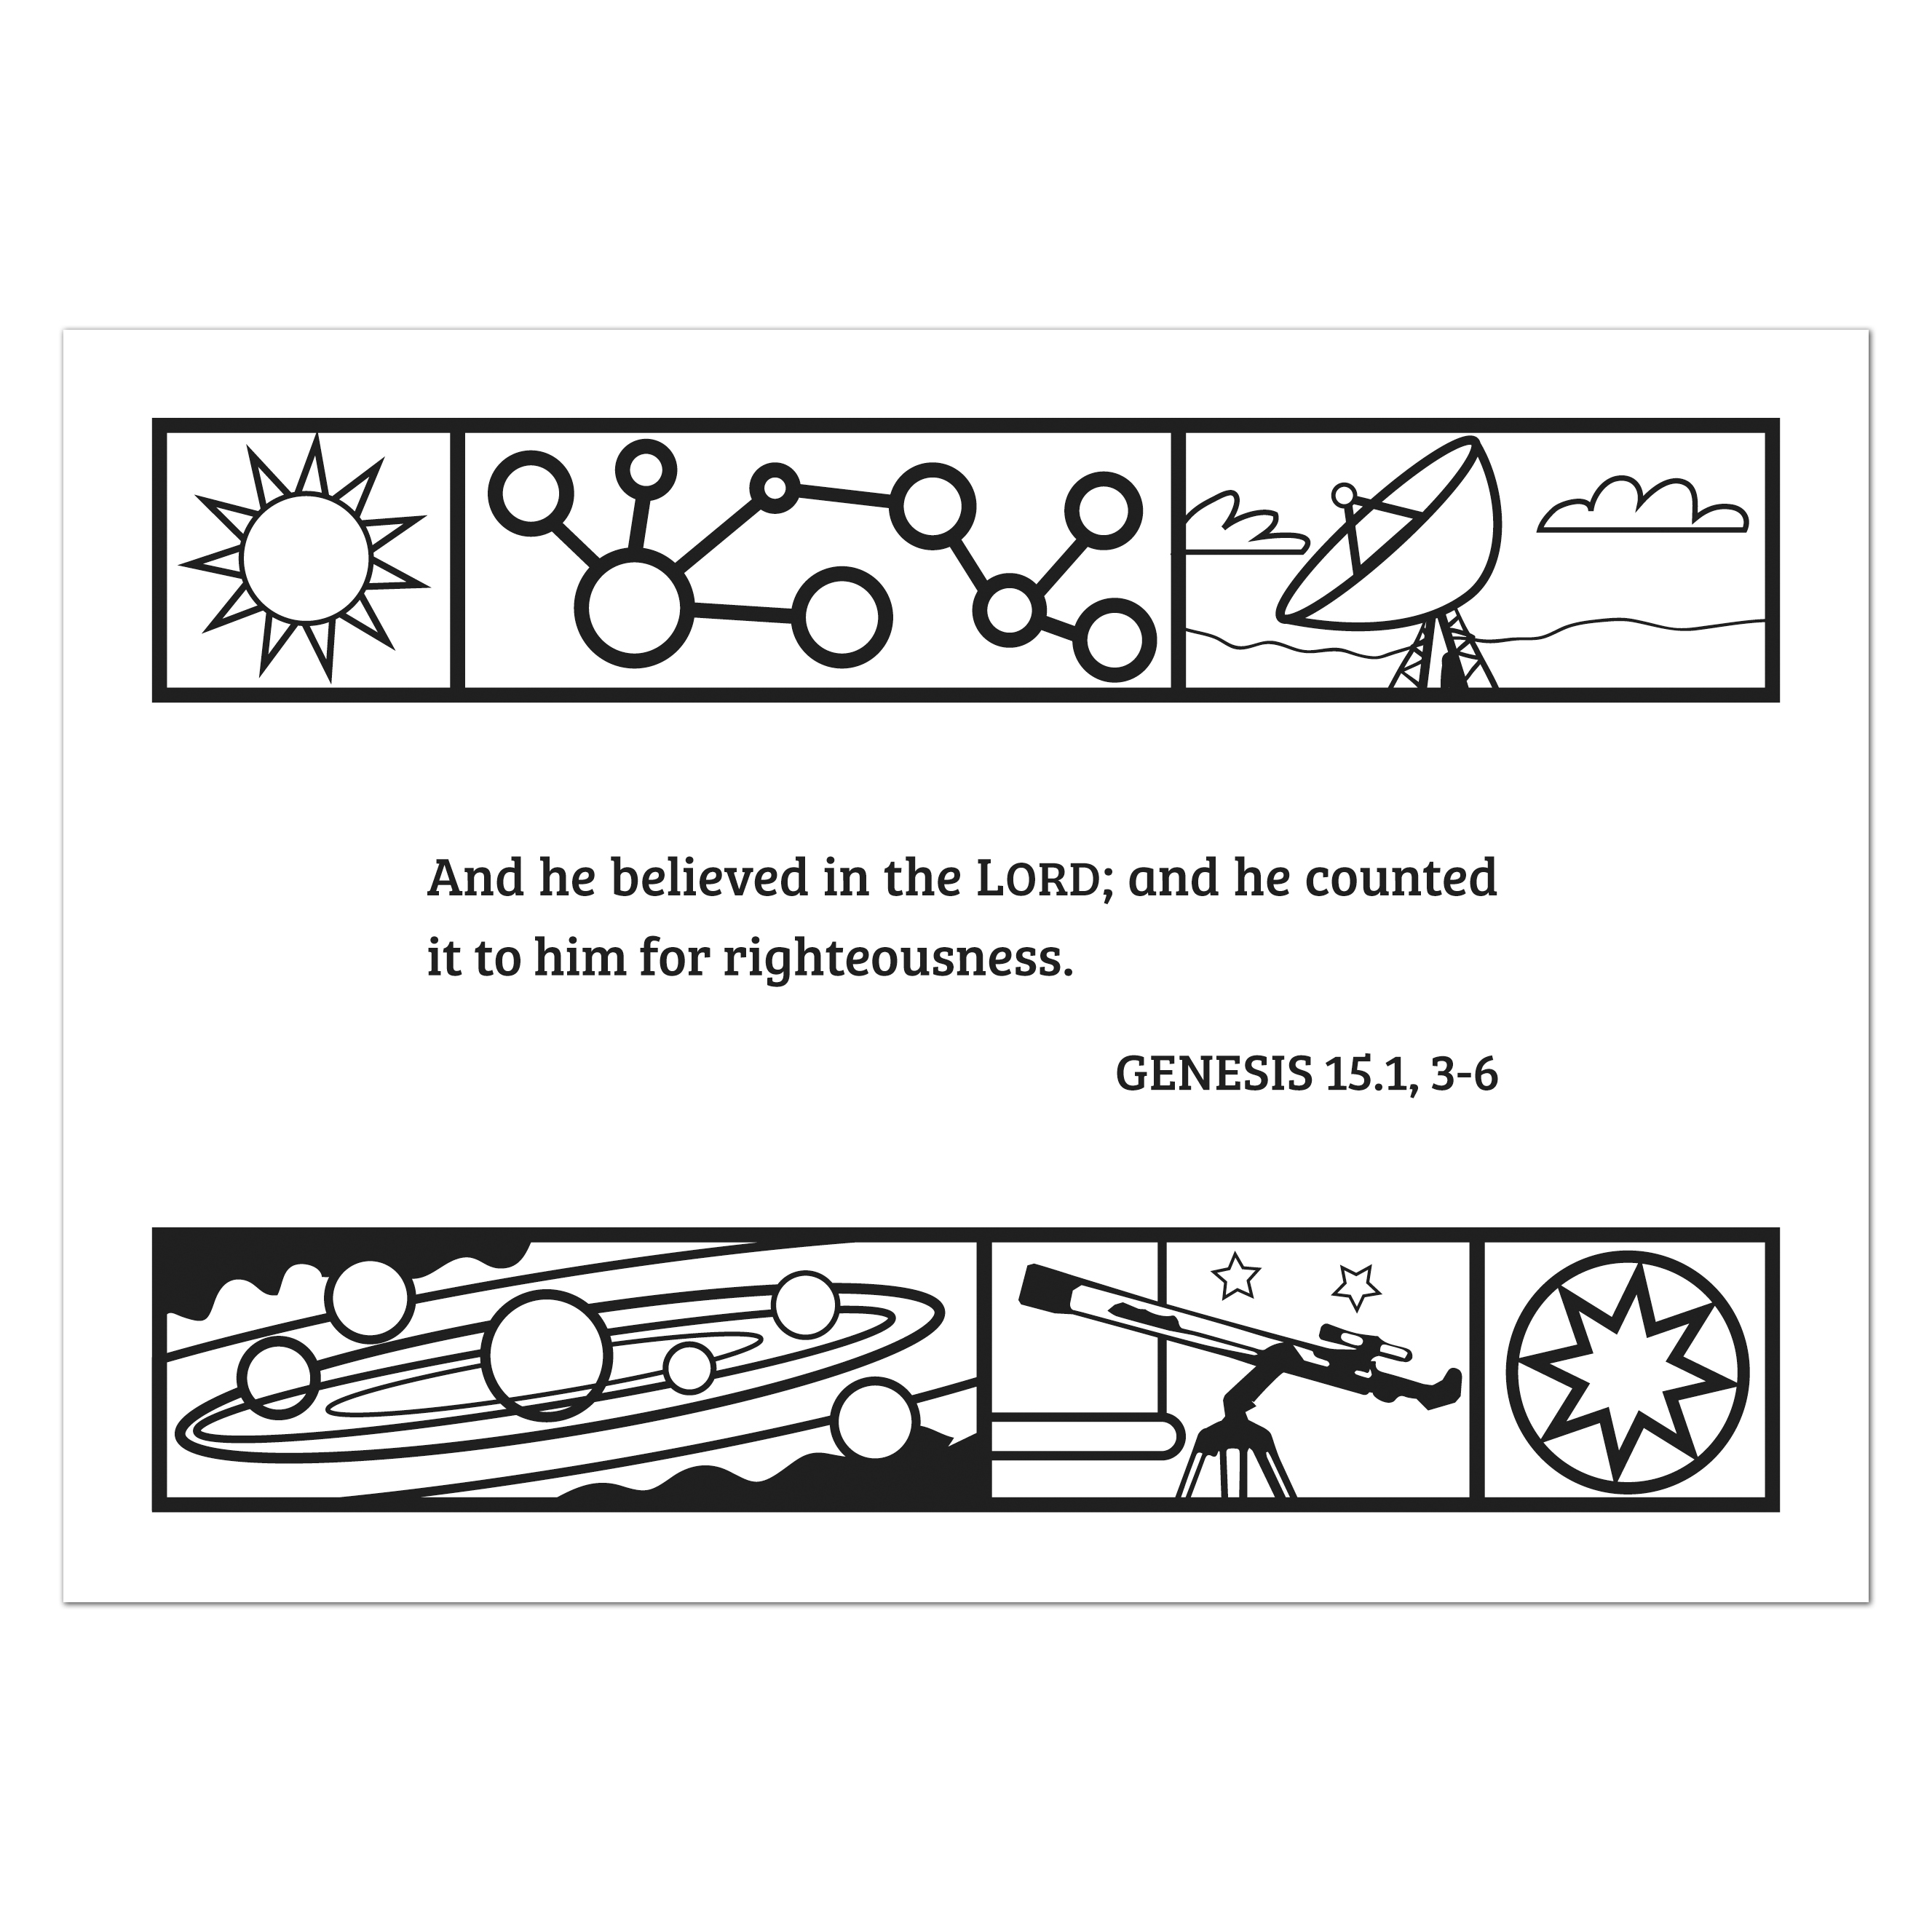 And he believed in the LORD; and he counted
it to him for righteousness.
GENESIS 15.1, 3-6